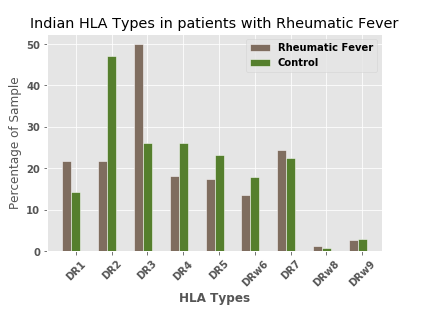 Indian HLA Types in patients with Rheumatic Fever
Rheumatic Fever
Control
Percentage of Sample
50
40
30
20
10
0
DR1 DR2 DR3 DR4 DR5 DRw6 DR7 DRw8 DRw9
HLA Types